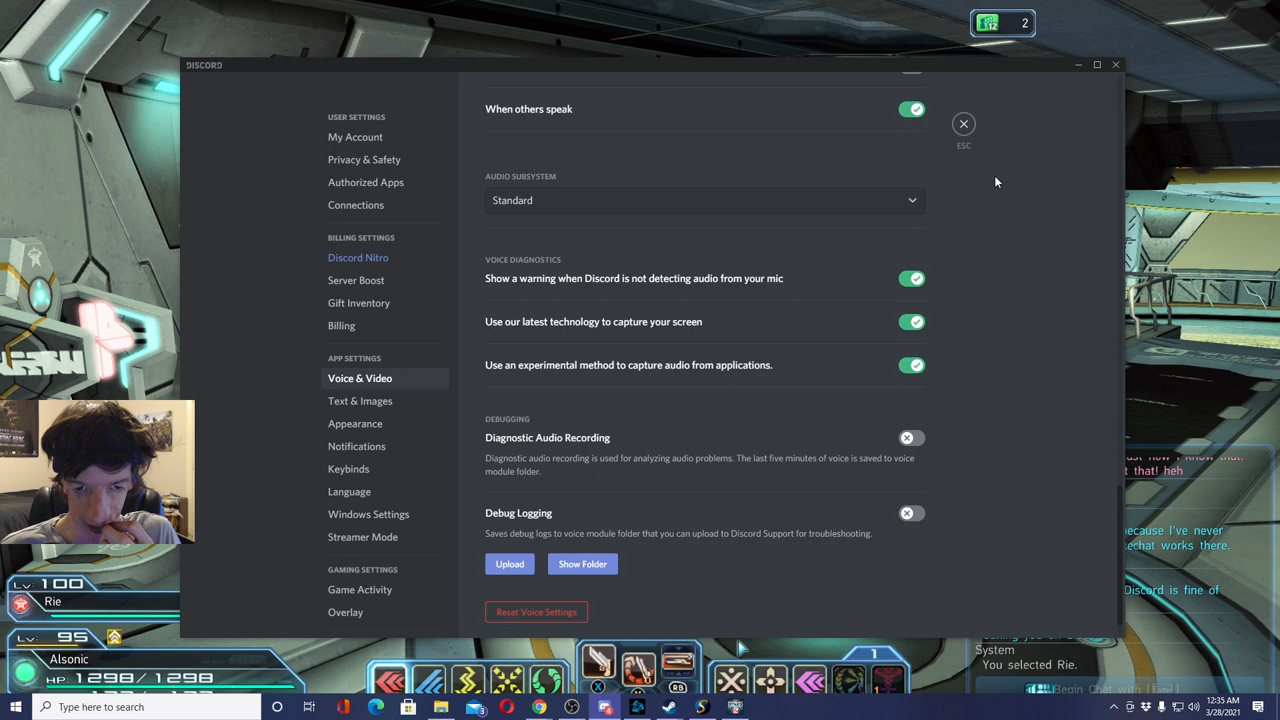 2
DISCORD
USER SETTINGS
My Account
Privacy & Safety
Authorized Apps
Connections
BILLING SETTINGS
Discord Nitro
Server Boost
Gift Inventory
Billing
APP SETTINGS
Voice & Video
Text & Images
Appearance
Notifications
Keybinds
Language
Windows Settings
Streamer Mode
GAMING SETTINGS
Game Activity
Overlay
When others speak
ESC
AUDIO SUBSYSTEM
Standard
VOICE DIAGNOSTICS
Show a warning when Discord is not detecting audio from your mic
Use our latest technology to capture your screen
Use an experimental method to capture audio from applications.
DEBUGGING
Diagnostic Audio Recording
Diagnostic audio recording is used for analyzing audio problems. The last five minutes of voice is saved to voice
module folder.
Debug Logging
Saves debug logs to voice module folder that you can upload to Discord Support for troubleshooting.
Upload
Show Folder
Reset Voice Settings
t that! heh
ecause I've never
echat works there.
Discord is fine of
System
You selected Rie.
Begin Chat with
Lv. 100
Rie
Lv. 95
Alsonic
HP: 1298/1298
X
RB
1
Type here to search
12:35 AM
3/28/2021